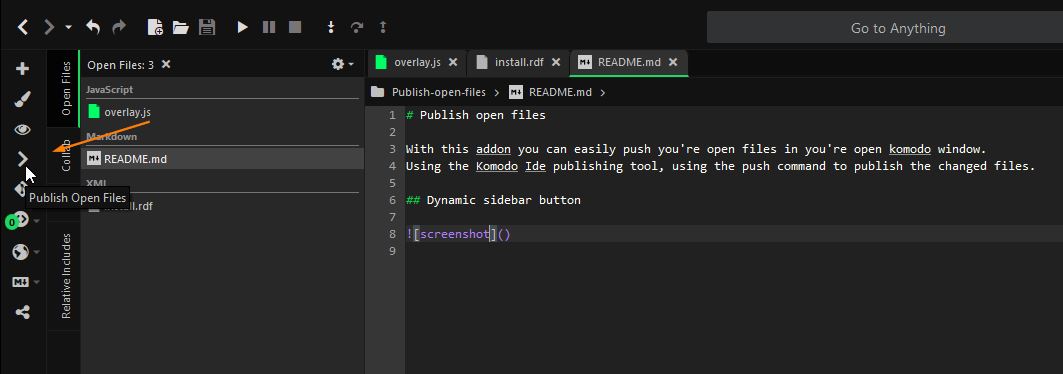 Go to Anything
Open Files
Collab
Relative Includes
Open Files: 3
JavaScript
overlay.js
Markdown
README.md
XML
install.rdf
Publish Open Files
0
overlay.js
install.rdf
README.md
Publish-open-files
README.md
1 # Publish open files
2
3 With this addon you can easily push you're open files in you're open komodo window.
4 Using the Komodo Ide publishing tool, using the push command to publish the changed files.
5
6 ## Dynamic sidebar button
7
8 ![screenshot]()
9